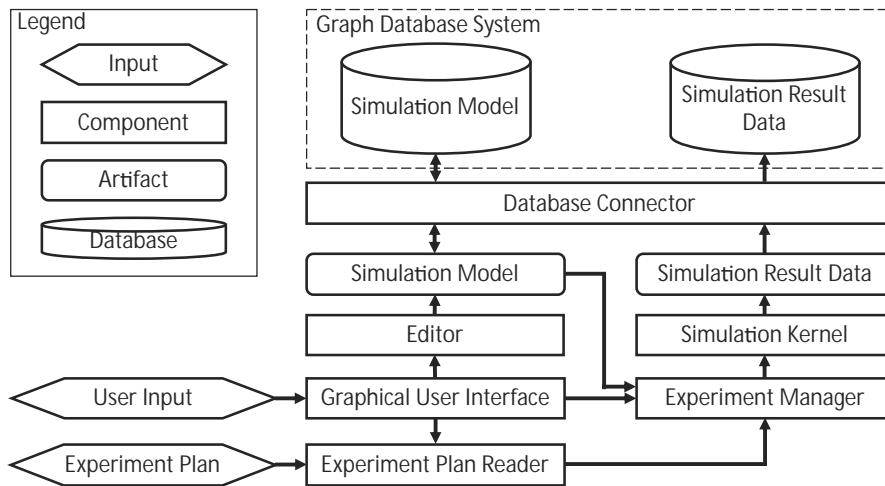 Legend
Input
Component
Artifact
Database
Graph Database System
Simulation Model
Simulation Result
Data
Database Connector
Simulation Model
Simulation Result Data
Editor
Simulation Kernel
User Input
Graphical User Interface
Experiment Manager
Experiment Plan
Experiment Plan Reader